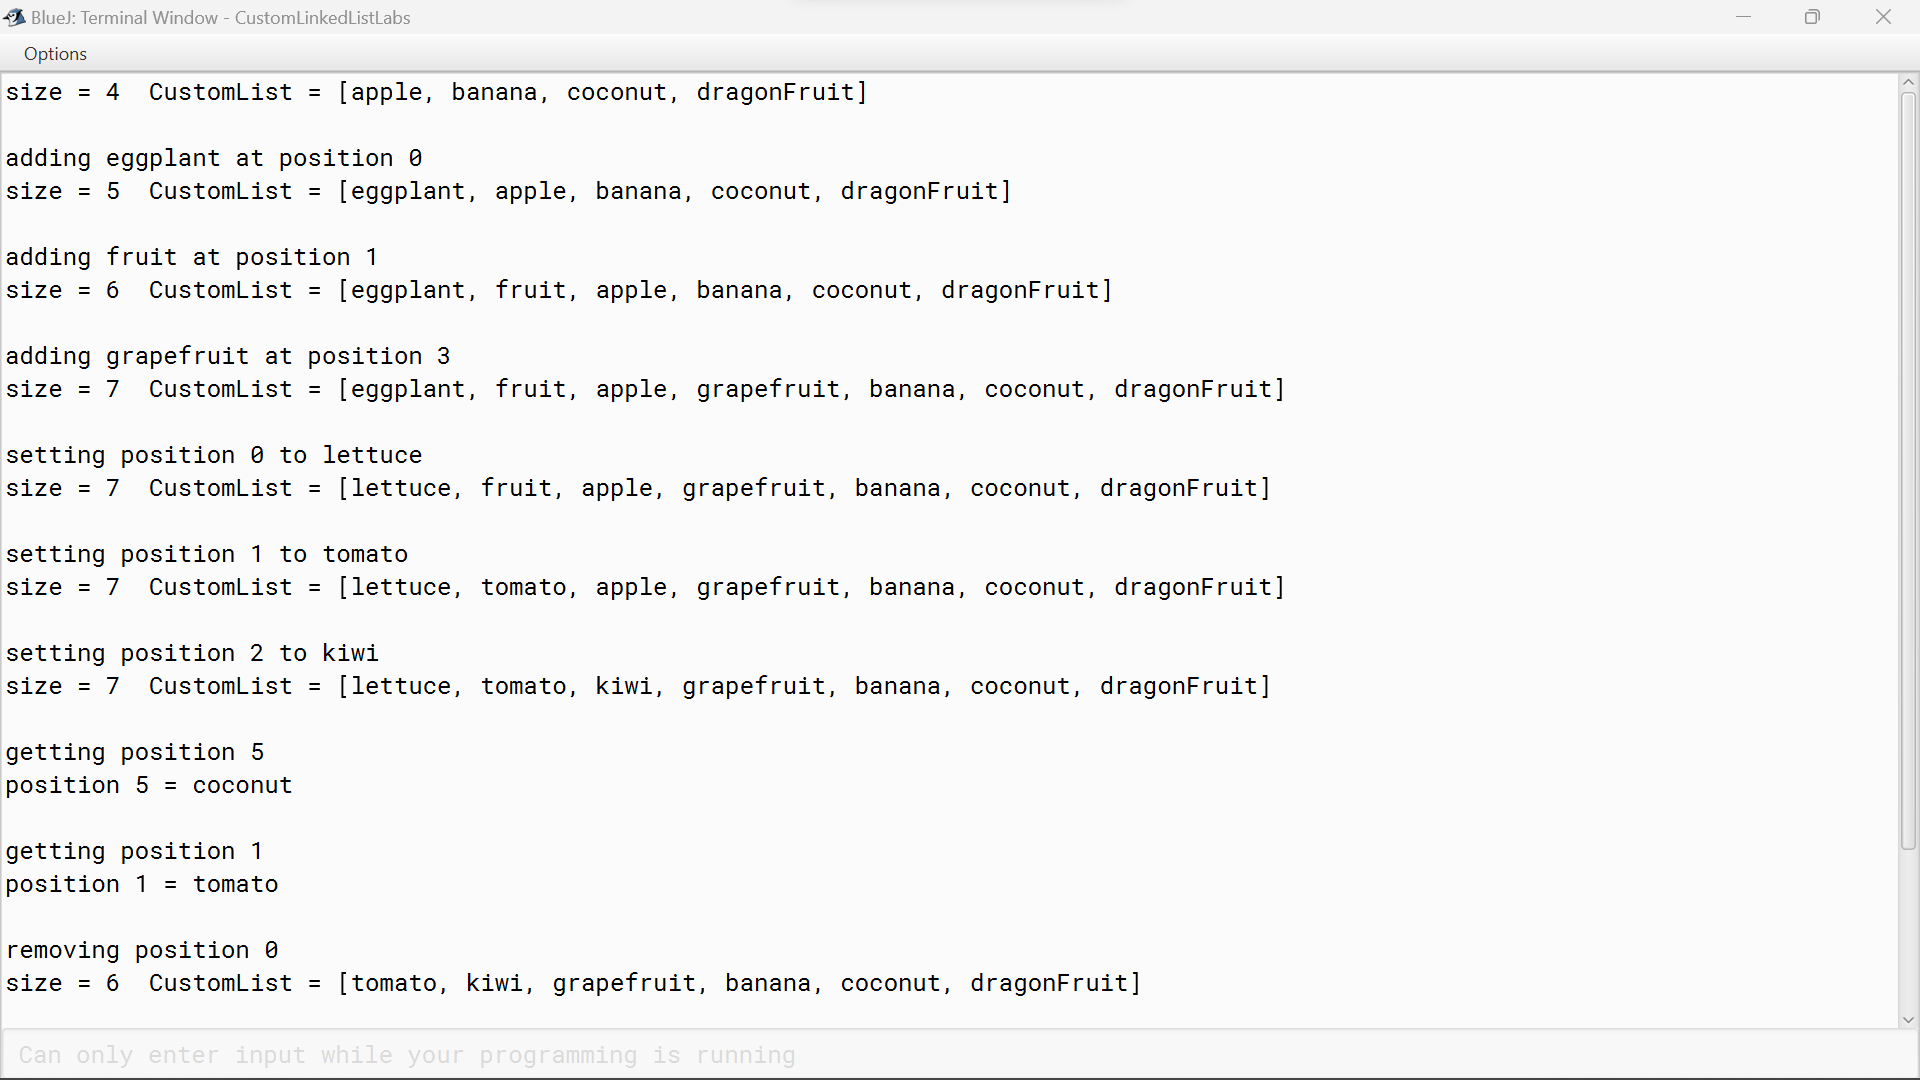 BlueJ: Terminal Window - CustomLinkedListLabs
Options
size = 4  CustomList = [apple, banana, coconut, dragonFruit]
adding eggplant at position 0
size = 5  CustomList = [eggplant, apple, banana, coconut, dragonFruit]
adding fruit at position 1
size = 6  CustomList = [eggplant, fruit, apple, banana, coconut, dragonFruit]
adding grapefruit at position 3
size = 7  CustomList = [eggplant, fruit, apple, grapefruit, banana, coconut, dragonFruit]
setting position 0 to lettuce
size = 7  CustomList = [lettuce, fruit, apple, grapefruit, banana, coconut, dragonFruit]
setting position 1 to tomato
size = 7  CustomList = [lettuce, tomato, apple, grapefruit, banana, coconut, dragonFruit]
setting position 2 to kiwi
size = 7  CustomList = [lettuce, tomato, kiwi, grapefruit, banana, coconut, dragonFruit]
getting position 5
position 5 = coconut
getting position 1
position 1 = tomato
removing position 0
size = 6  CustomList = [tomato, kiwi, grapefruit, banana, coconut, dragonFruit]
Can only enter input while your programming is running